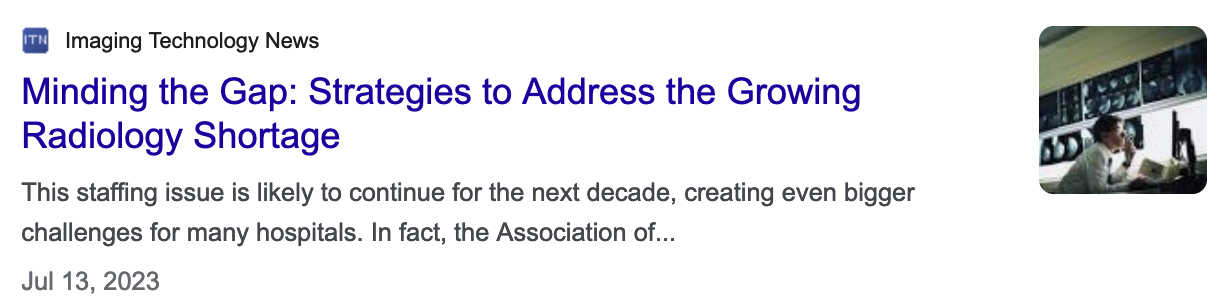 ITN Imaging Technology News
Minding the Gap: Strategies to Address the Growing
Radiology Shortage
This staffing issue is likely to continue for the next decade, creating even bigger
challenges for many hospitals. In fact, the Association of...
Jul 13, 2023